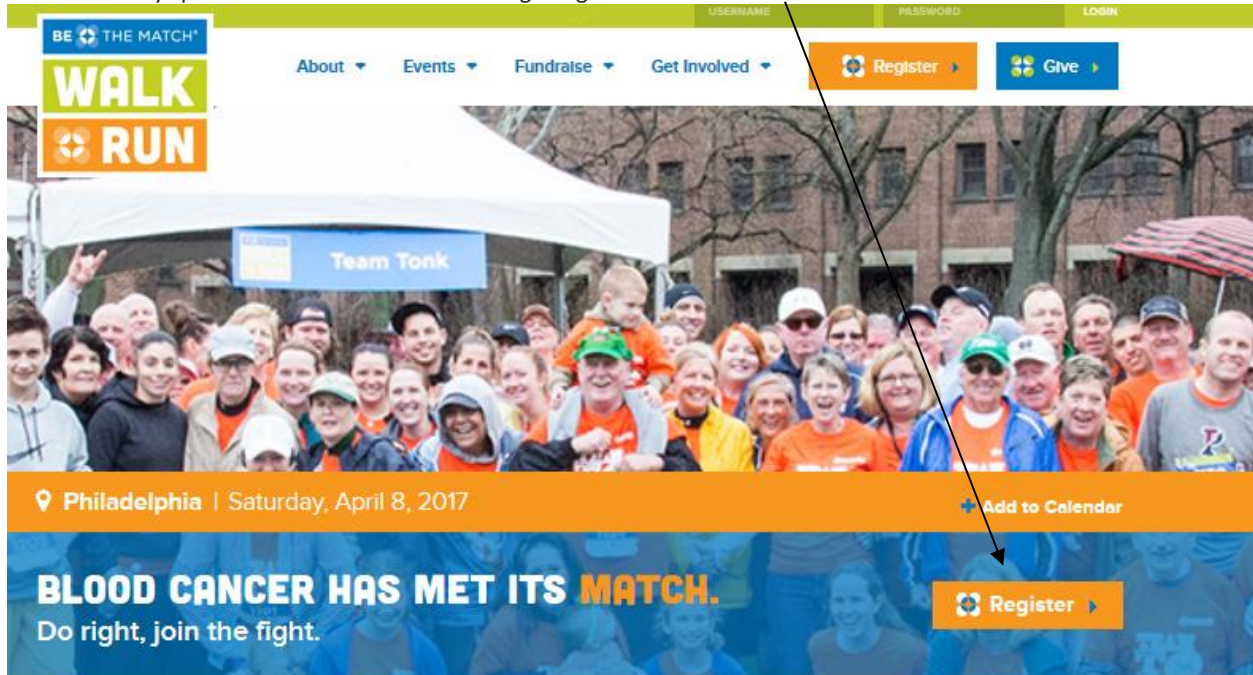 USERNAME PASSWORD LOGIN
BE THE MATCH®
WALK
RUN
About Events Fundraise Get Involved Register Give
Team Tonk
Philadelphia | Saturday, April 8, 2017
+ Add to Calendar
BLOOD CANCER HAS MET ITS MATCH.
Do right, join the fight.
Register